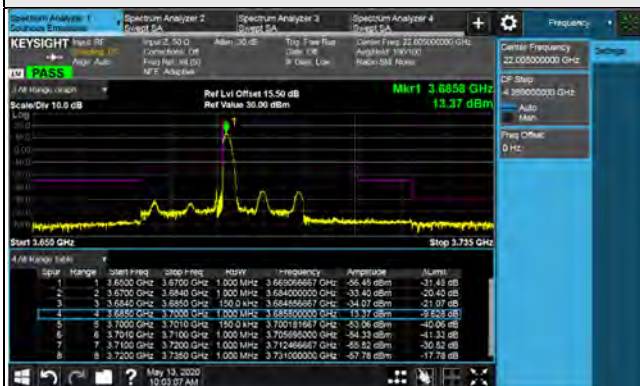 Spectrum Analyzer 1
Spurious Emissions
Spectrum Analyzer 2
Swept SA
Spectrum Analyzer 3
Swept SA
Spectrum Analyzer 4
Swept SA
+
Frequency
KEYSIGHT Input: RF
Align: Auto
Input Z: 50 Ω
Corrections: Off
Freq Ref: Int (S)
NFE: Adaptive
Atten: 30 dB
Trig: Free Run
Gate: Off
IF Gain: Low
Center Freq: 22.005000000 GHz
Avg|Hold: 100/100
Radio Std: None
PASS
3 All Range Graph
Scale/Div 10.0 dB
Ref Lvl Offset 15.50 dB
Ref Value 30.00 dBm
Mkr1 3.6858 GHz
13.37 dBm
Log
1
Start 3.650 GHz
Stop 3.735 GHz
4 All Range Table
Spur Range Start Freq Stop Freq RBW Frequency Amplitude ΔLimit
1 1 3.6500 GHz 3.6700 GHz 1.000 MHz 3.669066667 GHz -56.45 dBm -31.45 dB
2 2 3.6700 GHz 3.6840 GHz 1.000 MHz 3.684000000 GHz -33.40 dBm -20.40 dB
3 3 3.6840 GHz 3.6850 GHz 150.0 kHz 3.684866667 GHz -34.07 dBm -21.07 dB
4 4 3.6850 GHz 3.7000 GHz 1.000 MHz 3.685800000 GHz 13.37 dBm -9.628 dB
5 5 3.7000 GHz 3.7010 GHz 150.0 kHz 3.700181667 GHz -53.06 dBm -40.06 dB
6 6 3.7010 GHz 3.7100 GHz 1.000 MHz 3.705695000 GHz -54.33 dBm -41.33 dB
7 7 3.7100 GHz 3.7200 GHz 1.000 MHz 3.712466667 GHz -55.52 dBm -30.52 dB
8 8 3.7200 GHz 3.7350 GHz 1.000 MHz 3.731000000 GHz -57.78 dBm -17.78 dB
Center Frequency
22.005000000 GHz
Settings
CF Step
Auto
Man
Freq Offset
0 Hz
?
May 13, 2020
10:03:07 AM